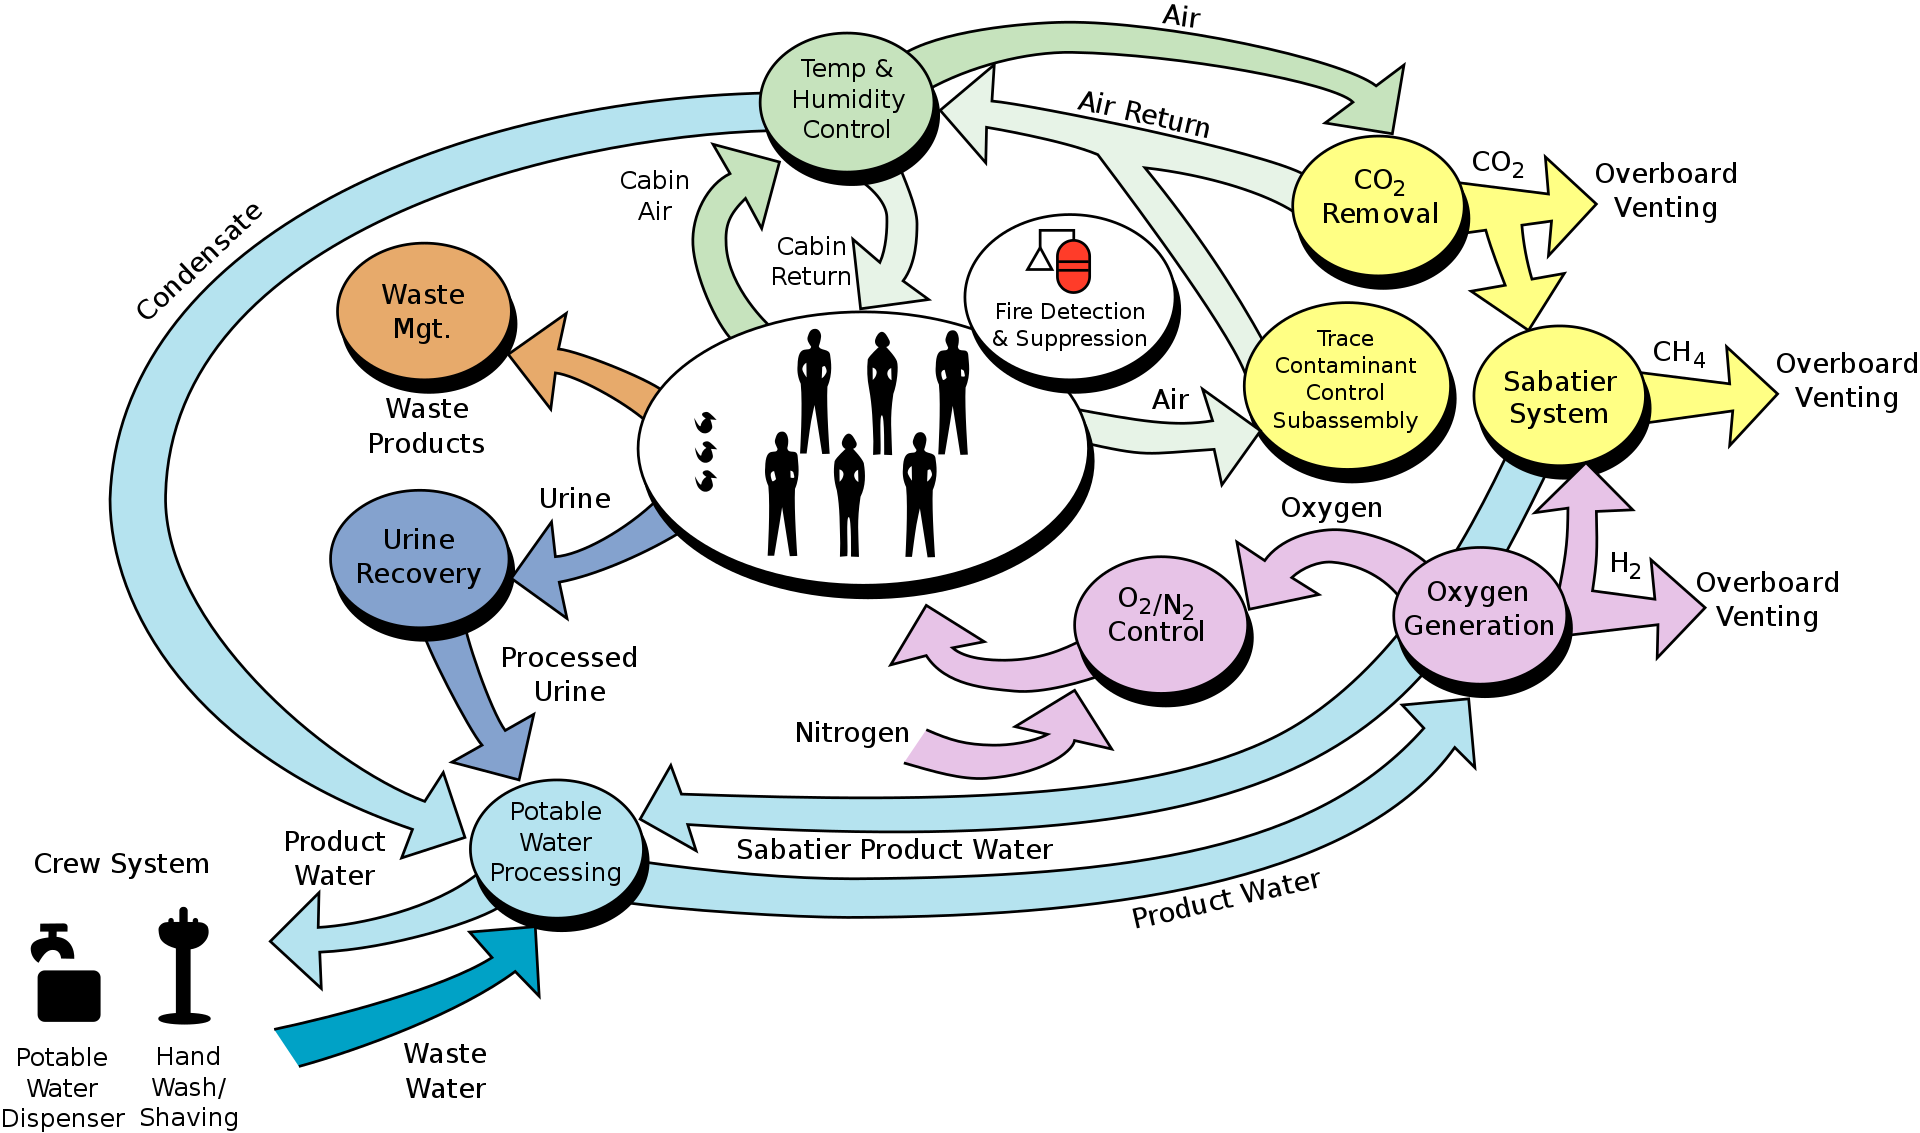 Air
Temp &
Humidity
Control
Air Return
CO2
Removal
CO2
Overboard
Venting
Cabin
Air
Cabin
Return
Condensate
Waste
Mgt.
Waste
Products
Fire Detection
& Suppression
Air
Trace
Contaminant
Control
Subassembly
Sabatier
System
CH4
Overboard
Venting
Urine
Urine
Recovery
Processed
Urine
Oxygen
O2/N2
Control
Oxygen
Generation
H2
Overboard
Venting
Nitrogen
Potable
Water
Processing
Sabatier Product Water
Product Water
Product
Water
Crew System
Potable
Water
Dispenser
Hand
Wash/
Shaving
Waste
Water